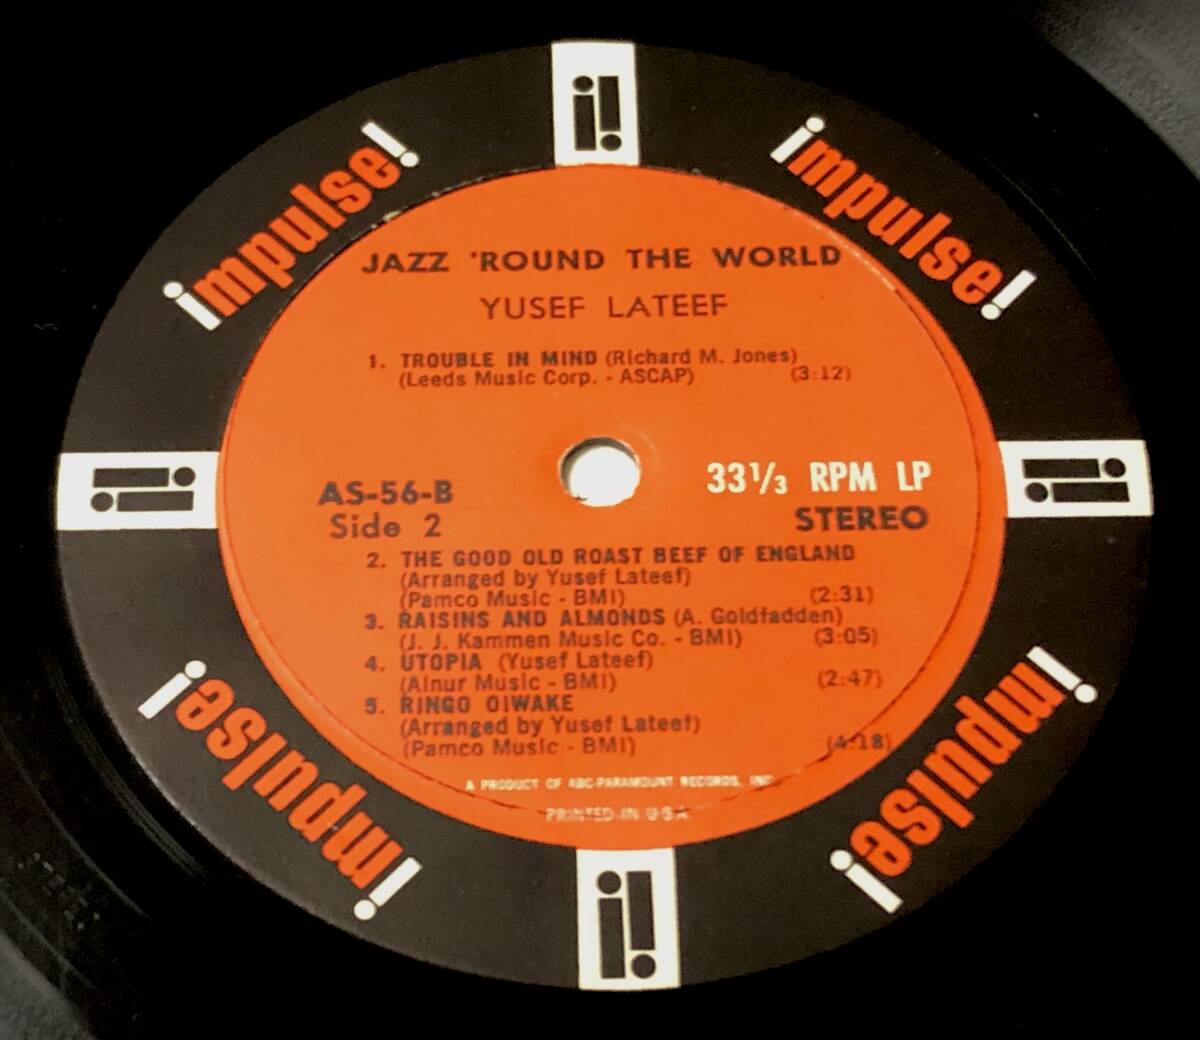 impulse!
impulse!
JAZZ 'ROUND THE WORLD
YUSEF LATEEF
1. TROUBLE IN MIND (Richard M. Jones)
(Leeds Music Corp. - ASCAP) (3:12)
AS-56-B
Side 2
33 1/3 RPM LP
STEREO
2. THE GOOD OLD ROAST BEEF OF ENGLAND
(Arranged by Yusef Lateef)
(Pamco Music - BMI) (2:31)
3. RAISINS AND ALMONDS (A. Goldfadden)
(J. J. Kammen Music Co. - BMI) (3:05)
4. UTOPIA (Yusef Lateef)
(Alnur Music - BMI) (2:47)
5. RINGO OIWAKE
(Arranged by Yusef Lateef)
(Pamco Music - BMI) (4:18)
A PRODUCT OF ABC-PARAMOUNT RECORDS, INC.
PRINTED IN U·S·A·
impulse!
impulse!